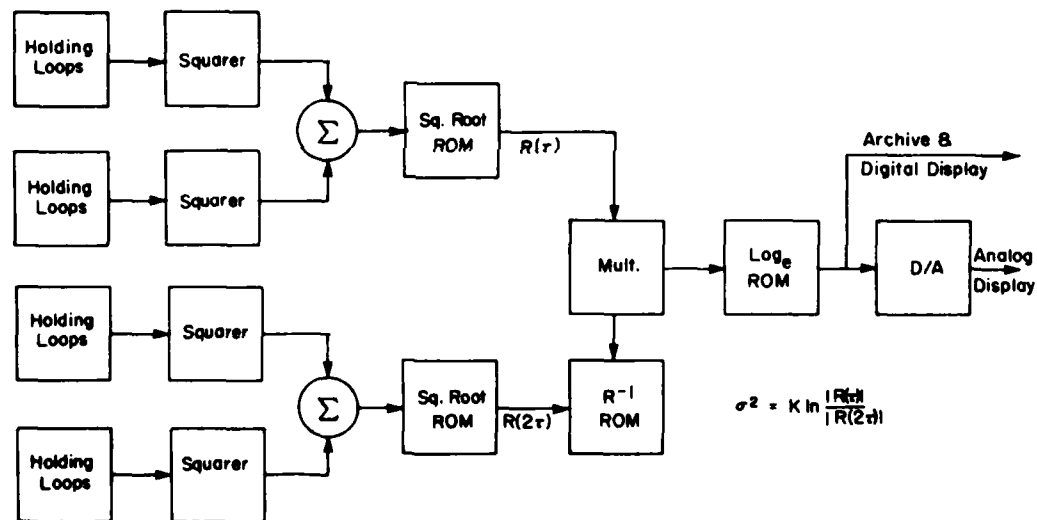 Holding
Loops
Squarer
Holding
Loops
Squarer
Σ
Sq. Root
ROM
R(τ)
Holding
Loops
Squarer
Holding
Loops
Squarer
Σ
Sq. Root
ROM
R(2τ)
Mult.
R⁻¹
ROM
Logₑ
ROM
Archive &
Digital Display
D/A
Analog
Display
σ² = K ln |R(τ)| / |R(2τ)|